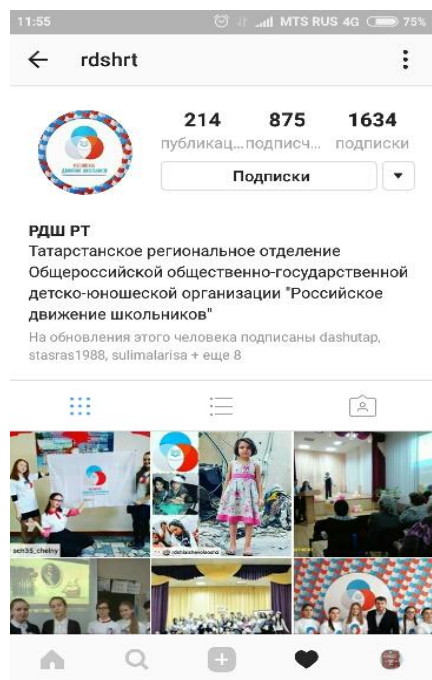 11:55 MTS RUS 4G 75%
rdshrt
214 875 1634
публикац... подписч... подписки
Подписки
РДШ РТ
Татарстанское региональное отделение
Общероссийской общественно-государственной
детско-юношеской организации "Российское
движение школьников"
На обновления этого человека подписаны dashutap,
stasras1988, sulimalarisa + еще 8
sch35_chelny